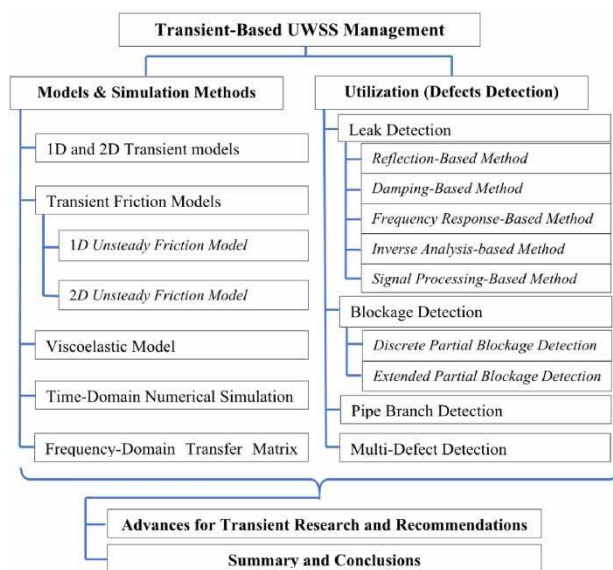 Transient-Based UWSS Management
Models & Simulation Methods
1D and 2D Transient models
Transient Friction Models
1D Unsteady Friction Model
2D Unsteady Friction Model
Viscoelastic Model
Time-Domain Numerical Simulation
Frequency-Domain Transfer Matrix
Utilization (Defects Detection)
Leak Detection
Reflection-Based Method
Damping-Based Method
Frequency Response-Based Method
Inverse Analysis-based Method
Signal Processing-Based Method
Blockage Detection
Discrete Partial Blockage Detection
Extended Partial Blockage Detection
Pipe Branch Detection
Multi-Defect Detection
Advances for Transient Research and Recommendations
Summary and Conclusions